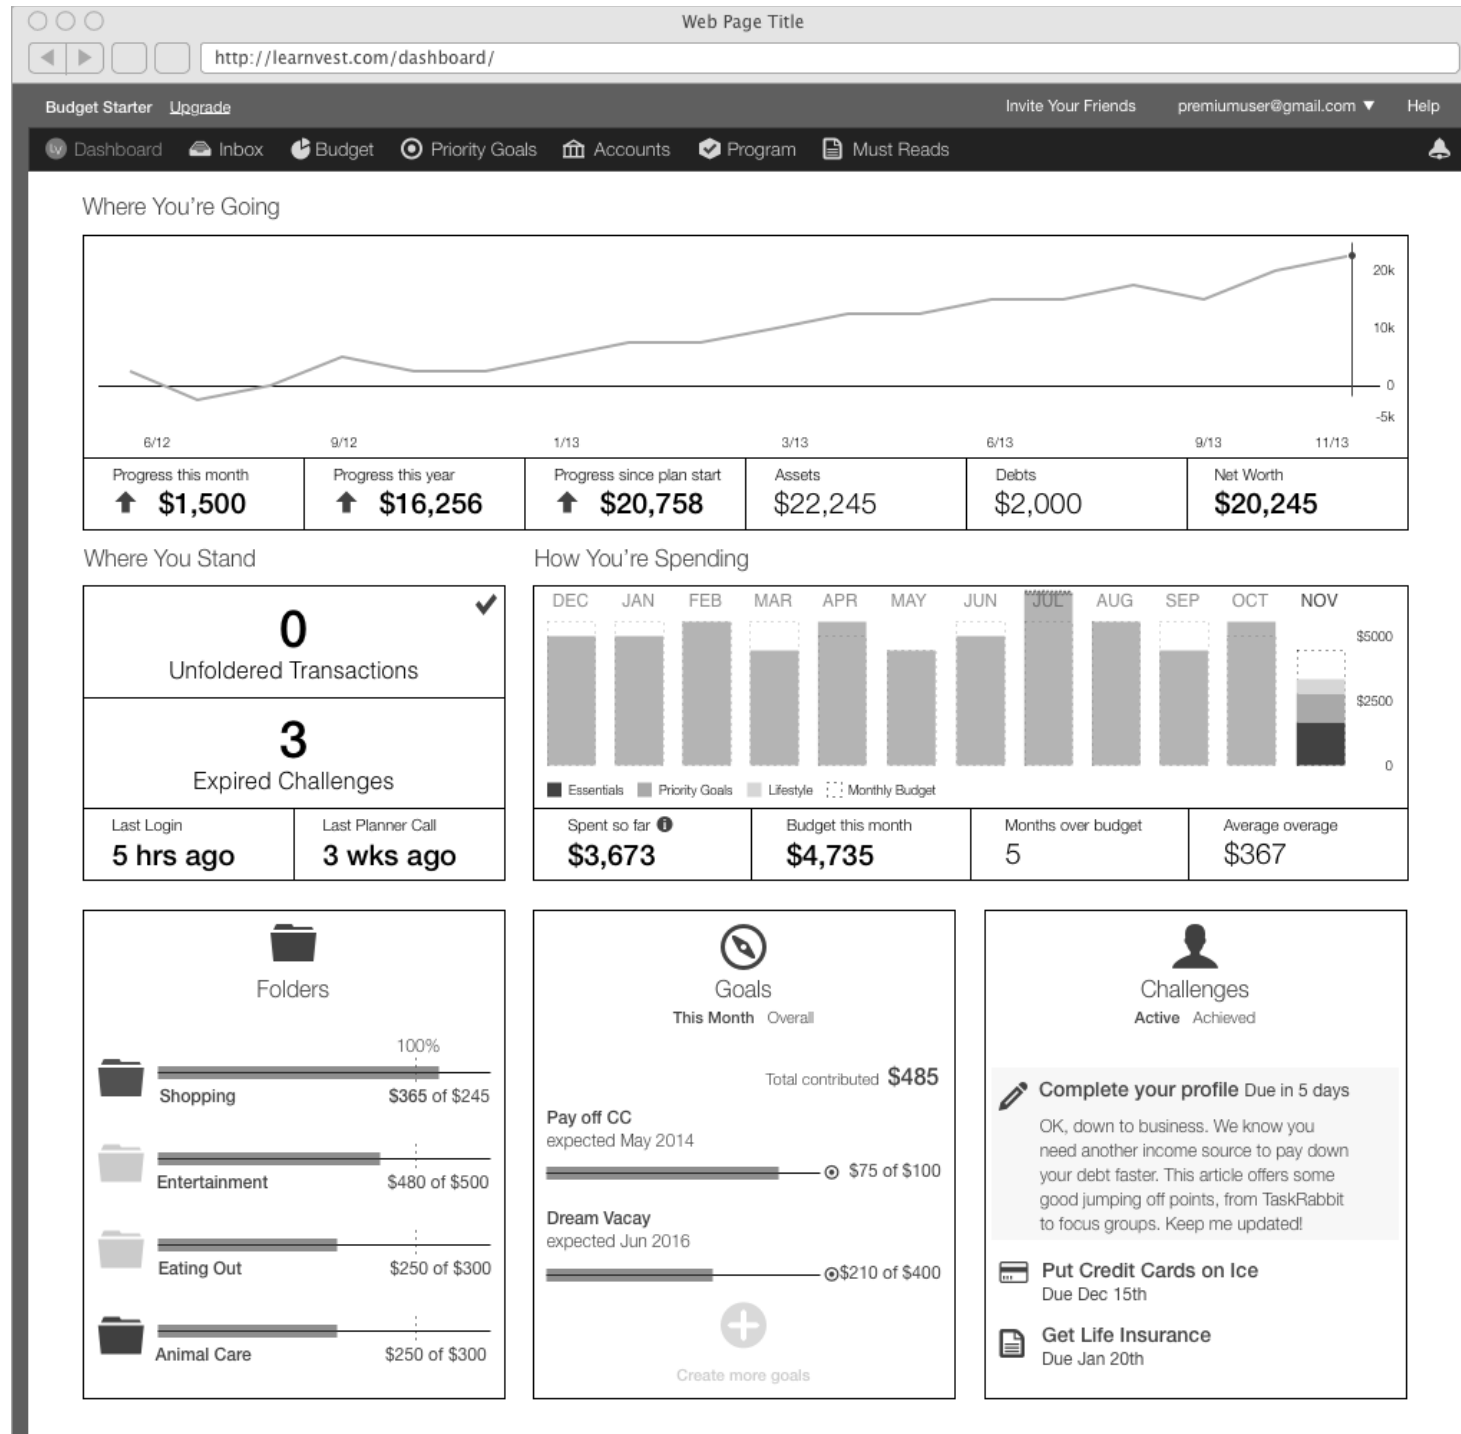 Web Page Title
http://learnvest.com/dashboard/
Budget Starter Upgrade Invite Your Friends premiumuser@gmail.com ▼ Help
lv Dashboard Inbox Budget Priority Goals Accounts Program Must Reads
Where You're Going
20k
10k
0
-5k
6/12 9/12 1/13 3/13 6/13 9/13 11/13
Progress this month
$1,500
Progress this year
$16,256
Progress since plan start
$20,758
Assets
$22,245
Debts
$2,000
Net Worth
$20,245
Where You Stand
0
Unfoldered Transactions
3
Expired Challenges
Last Login
5 hrs ago
Last Planner Call
3 wks ago
How You're Spending
DEC JAN FEB MAR APR MAY JUN JUL AUG SEP OCT NOV
$5000
$2500
0
Essentials Priority Goals Lifestyle Monthly Budget
Spent so far i
$3,673
Budget this month
$4,735
Months over budget
5
Average overage
$367
Folders
100%
Shopping $365 of $245
Entertainment $480 of $500
Eating Out $250 of $300
Animal Care $250 of $300
Goals
This Month Overall
Total contributed $485
Pay off CC
expected May 2014
$75 of $100
Dream Vacay
expected Jun 2016
$210 of $400
Create more goals
Challenges
Active Achieved
Complete your profile Due in 5 days
OK, down to business. We know you
need another income source to pay down
your debt faster. This article offers some
good jumping off points, from TaskRabbit
to focus groups. Keep me updated!
Put Credit Cards on Ice
Due Dec 15th
Get Life Insurance
Due Jan 20th